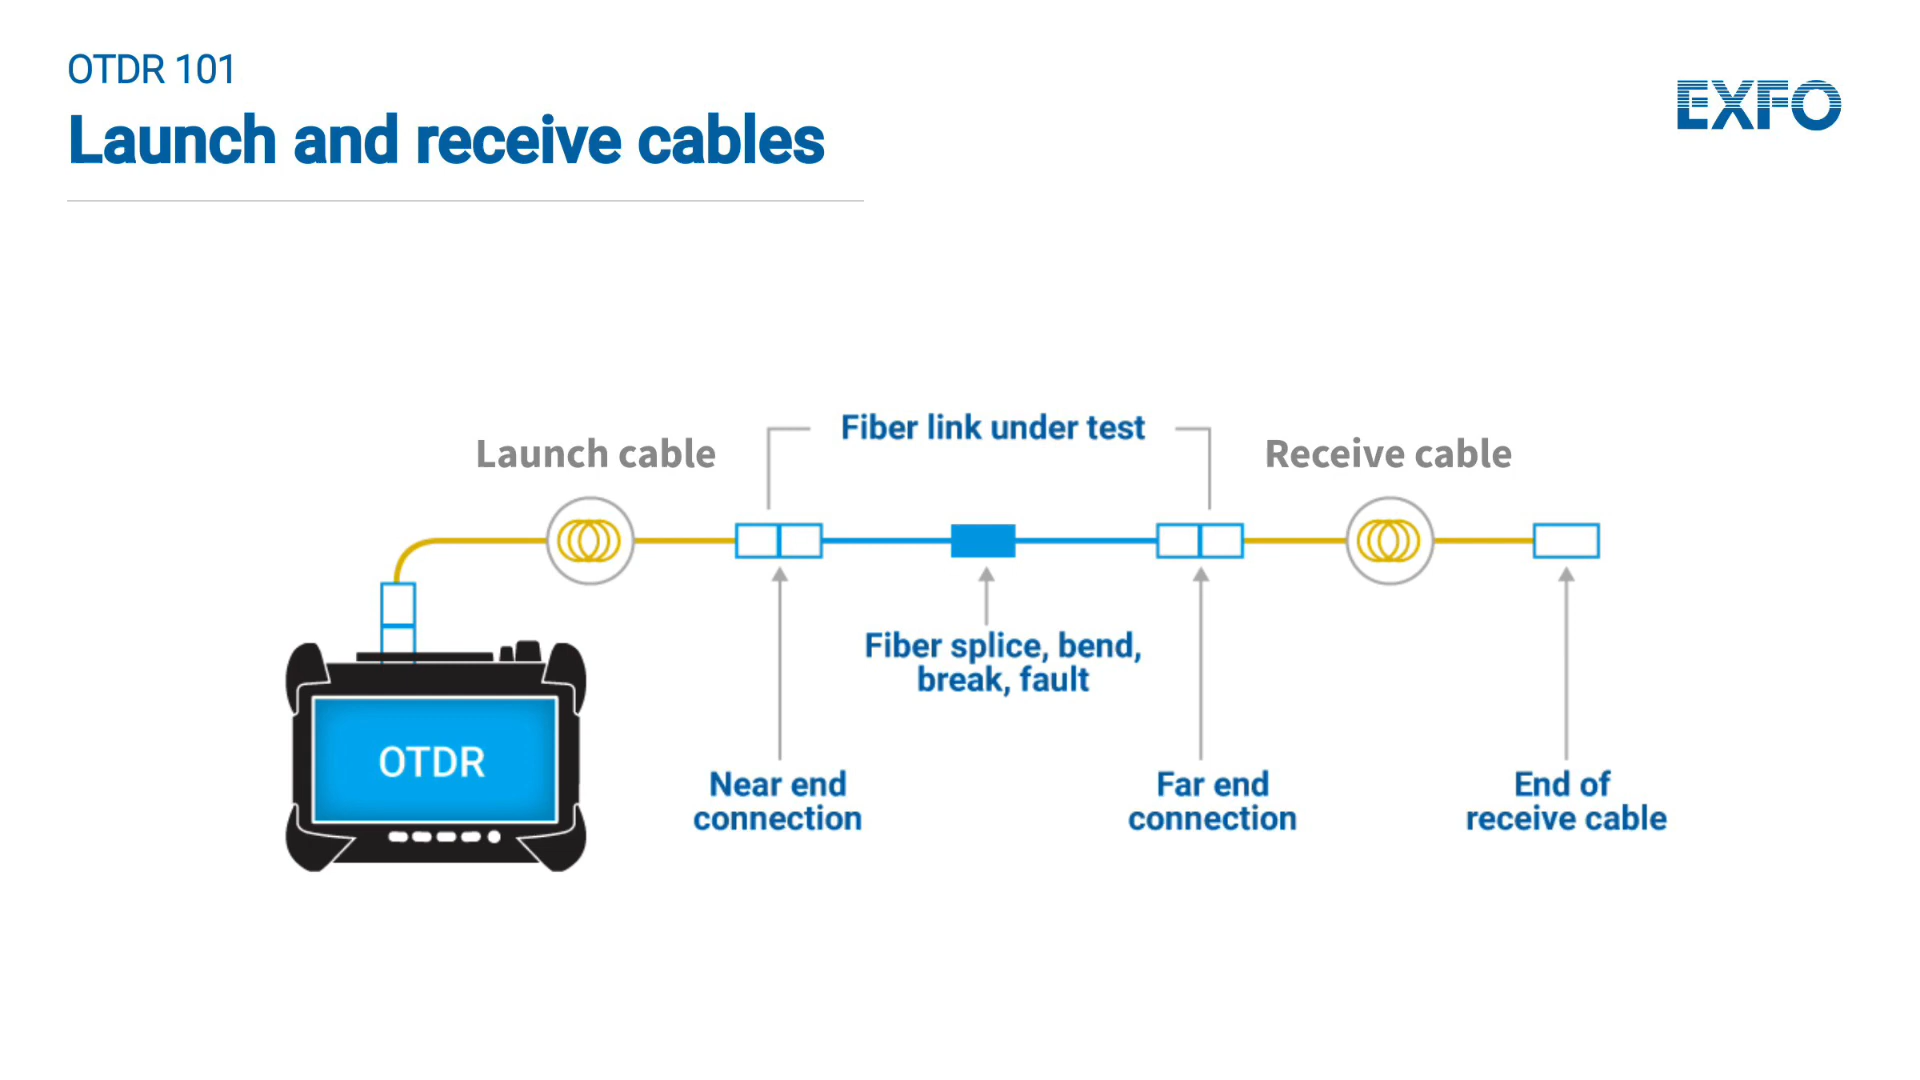 OTDR 101
Launch and receive cables
EXFO
Fiber link under test
Launch cable
Receive cable
Fiber splice, bend,
break, fault
OTDR
Near end
connection
Far end
connection
End of
receive cable